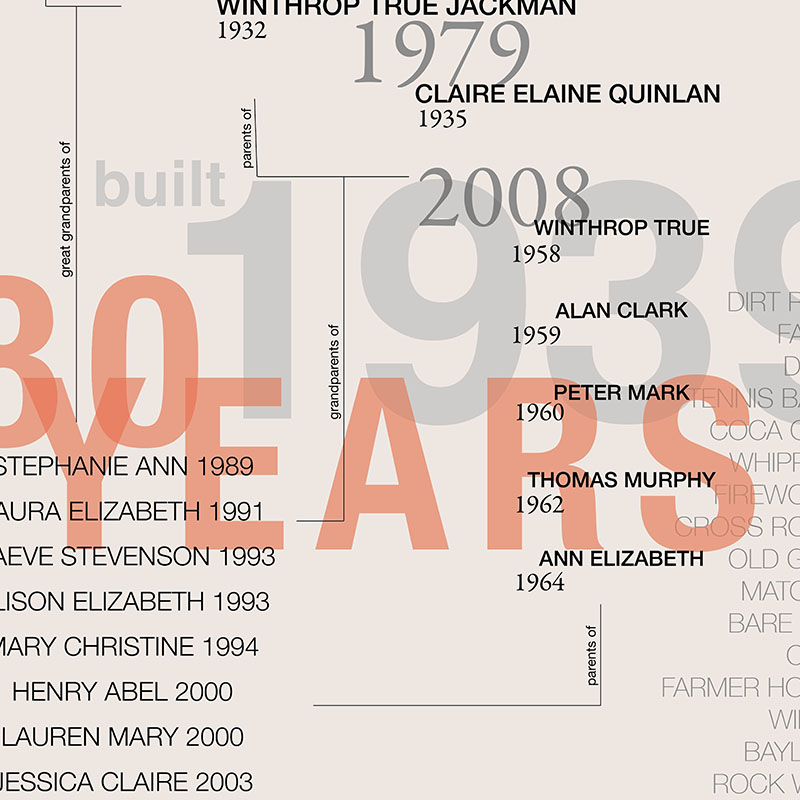 WINTHROP TRUE JACKMAN
1932
1979
CLAIRE ELAINE QUINLAN
1935
parents of
great grandparents of
built
1939
2008
WINTHROP TRUE
1958
80
YEARS
grandparents of
ALAN CLARK
1959
PETER MARK
1960
THOMAS MURPHY
1962
ANN ELIZABETH
1964
parents of
STEPHANIE ANN 1989
AURA ELIZABETH 1991
AEVE STEVENSON 1993
LISON ELIZABETH 1993
MARY CHRISTINE 1994
HENRY ABEL 2000
LAUREN MARY 2000
JESSICA CLAIRE 2003
DIRT
TENNIS
COCA
WHIPP
FIREWO
CROSS RO
OLD
MATC
BARE
FARMER HO
WI
BAYL
ROCK